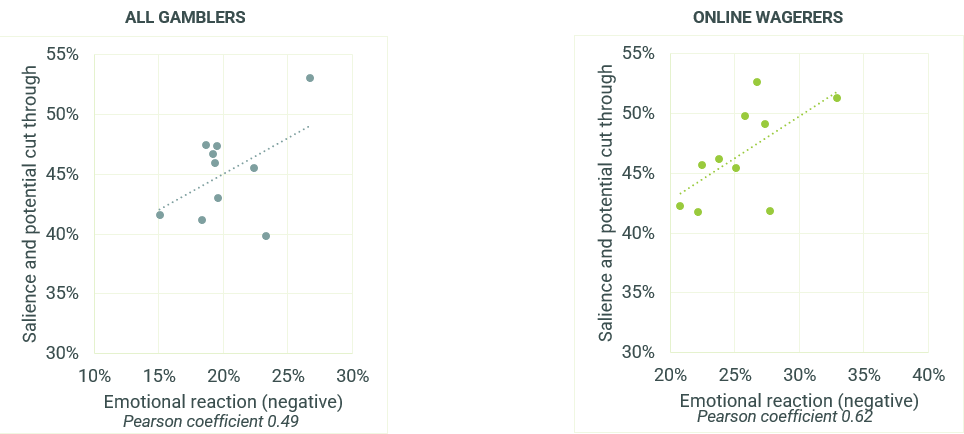 ALL GAMBLERS
Salience and potential cut through
55%
50%
45%
40%
35%
30%
10% 15% 20% 25% 30%
Emotional reaction (negative)
Pearson coefficient 0.49
ONLINE WAGERERS
Salience and potential cut through
55%
50%
45%
40%
35%
30%
20% 25% 30% 35% 40%
Emotional reaction (negative)
Pearson coefficient 0.62